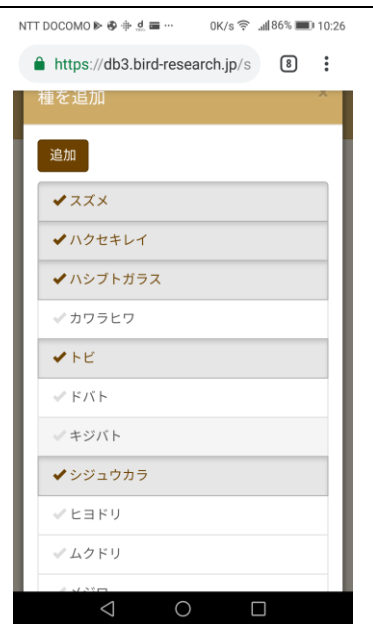 NTT DOCOMO ··· 0K/s 86% 10:26
https://db3.bird-research.jp/s 8
種を追加 ×
追加
スズメ
ハクセキレイ
ハシブトガラス
カワラヒワ
トビ
ドバト
キジバト
シジュウカラ
ヒヨドリ
ムクドリ